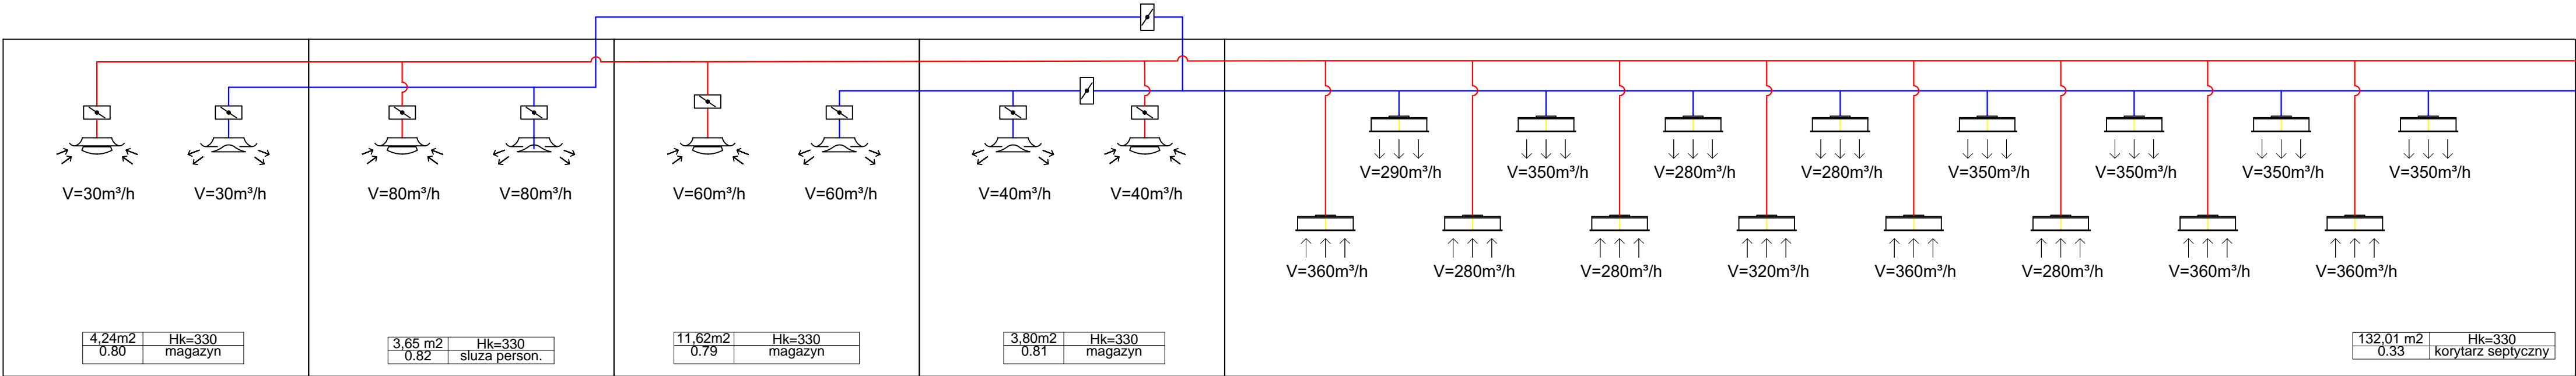 V=290m³/h V=350m³/h V=280m³/h V=280m³/h V=350m³/h V=350m³/h V=350m³/h V=350m³/h
V=30m³/h V=30m³/h V=80m³/h V=80m³/h V=60m³/h V=60m³/h V=40m³/h V=40m³/h
V=360m³/h V=280m³/h V=280m³/h V=320m³/h V=360m³/h V=280m³/h V=360m³/h V=360m³/h
4,24m2 Hk=330
0.80 magazyn
3,65 m2 Hk=330
0.82 sluza person.
11,62m2 Hk=330
0.79 magazyn
3,80m2 Hk=330
0.81 magazyn
132,01 m2 Hk=330
0.33 korytarz septyczny